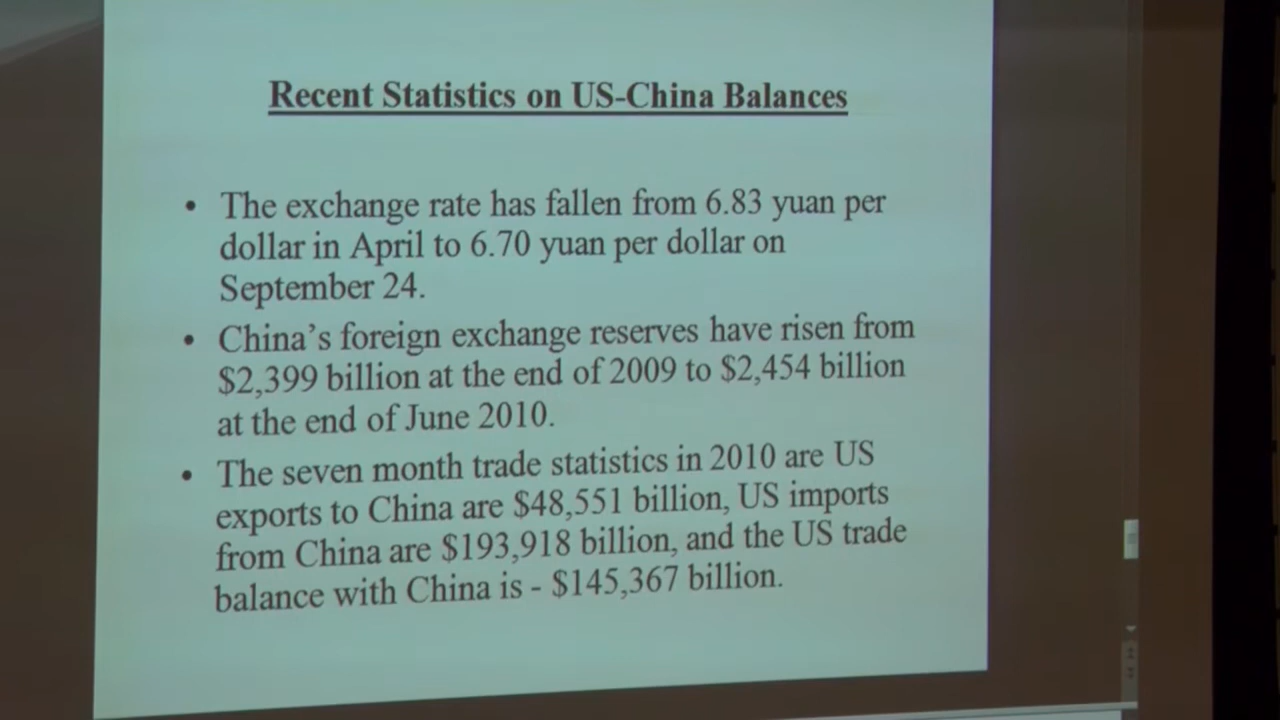 Recent Statistics on US-China Balances
• The exchange rate has fallen from 6.83 yuan per
dollar in April to 6.70 yuan per dollar on
September 24.
• China's foreign exchange reserves have risen from
$2,399 billion at the end of 2009 to $2,454 billion
at the end of June 2010.
• The seven month trade statistics in 2010 are US
exports to China are $48,551 billion, US imports
from China are $193,918 billion, and the US trade
balance with China is - $145,367 billion.